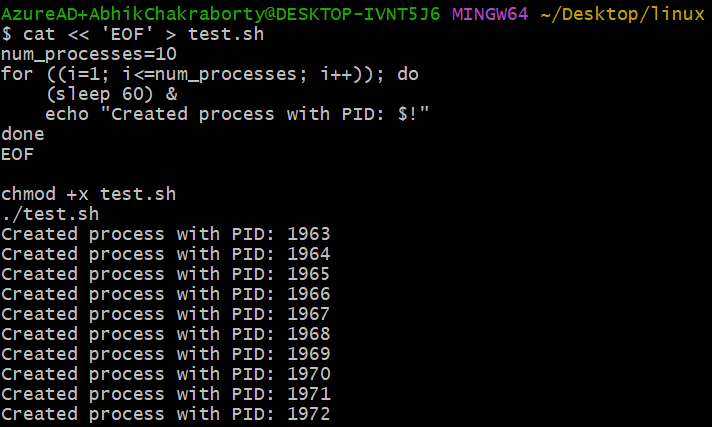 AzureAD+AbhikChakraborty@DESKTOP-IVNT5J6 MINGW64 ~/Desktop/linux
$ cat << 'EOF' > test.sh
num_processes=10
for ((i=1; i<=num_processes; i++)); do
    (sleep 60) &
    echo "Created process with PID: $!"
done
EOF

chmod +x test.sh
./test.sh
Created process with PID: 1963
Created process with PID: 1964
Created process with PID: 1965
Created process with PID: 1966
Created process with PID: 1967
Created process with PID: 1968
Created process with PID: 1969
Created process with PID: 1970
Created process with PID: 1971
Created process with PID: 1972